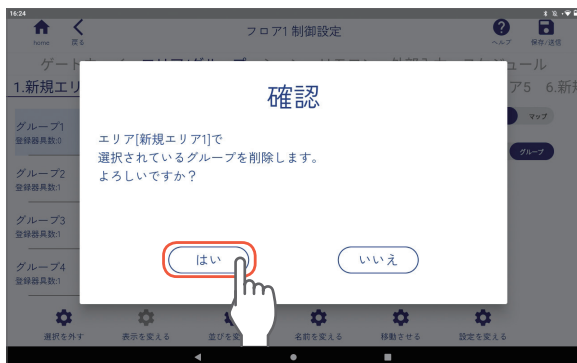 16:24
フロア1 制御設定
home
戻る
ヘルプ
保存/送信
1.新規エリ
ア5 6.新規
マップ
グループ
グループ1
登録器具数:0
グループ2
登録器具数:1
グループ3
登録器具数:1
グループ4
登録器具数:1
確認
エリア[新規エリア1]で
選択されているグループを削除します。
よろしいですか？
はい
いいえ
選択を外す
表示を変える
並びを変
名前を変える
移動させる
設定を変える